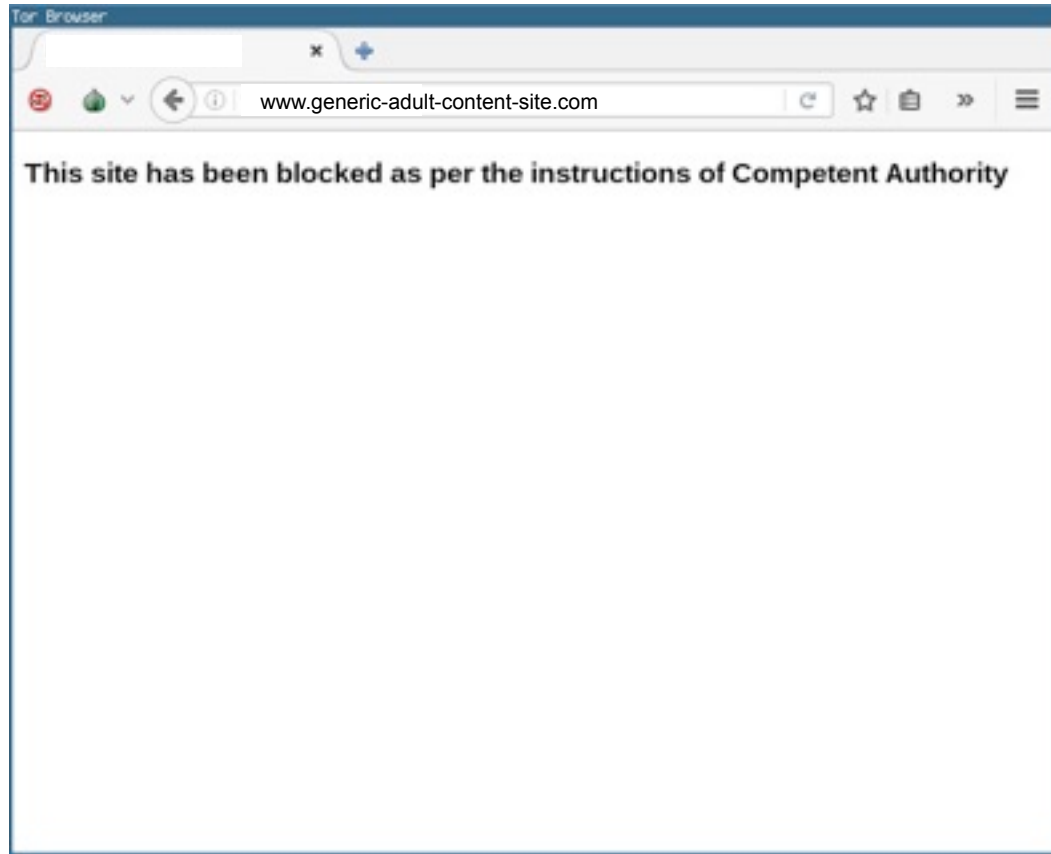 Tor Browser
www.generic-adult-content-site.com
This site has been blocked as per the instructions of Competent Authority